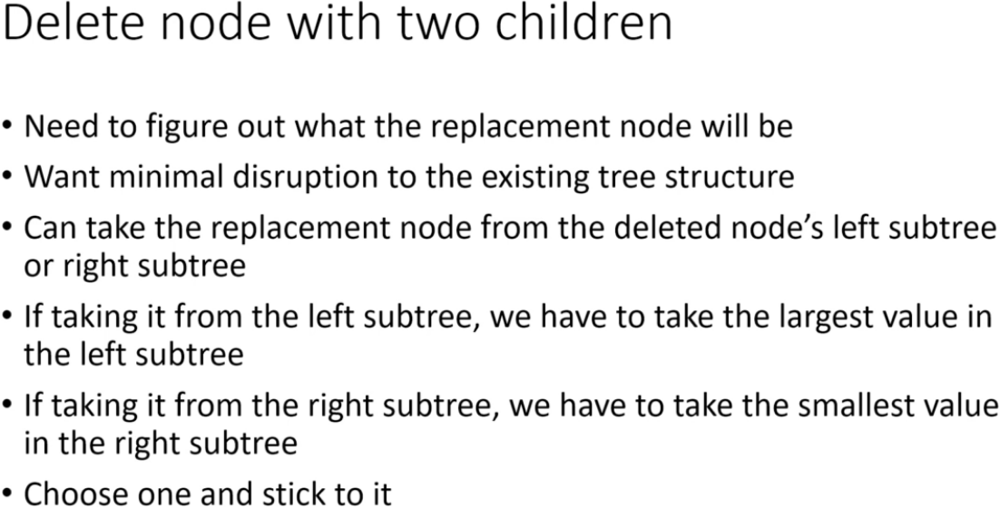 Delete node with two children
• Need to figure out what the replacement node will be
• Want minimal disruption to the existing tree structure
• Can take the replacement node from the deleted node’s left subtree
or right subtree
• If taking it from the left subtree, we have to take the largest value in
the left subtree
• If taking it from the right subtree, we have to take the smallest value
in the right subtree
• Choose one and stick to it